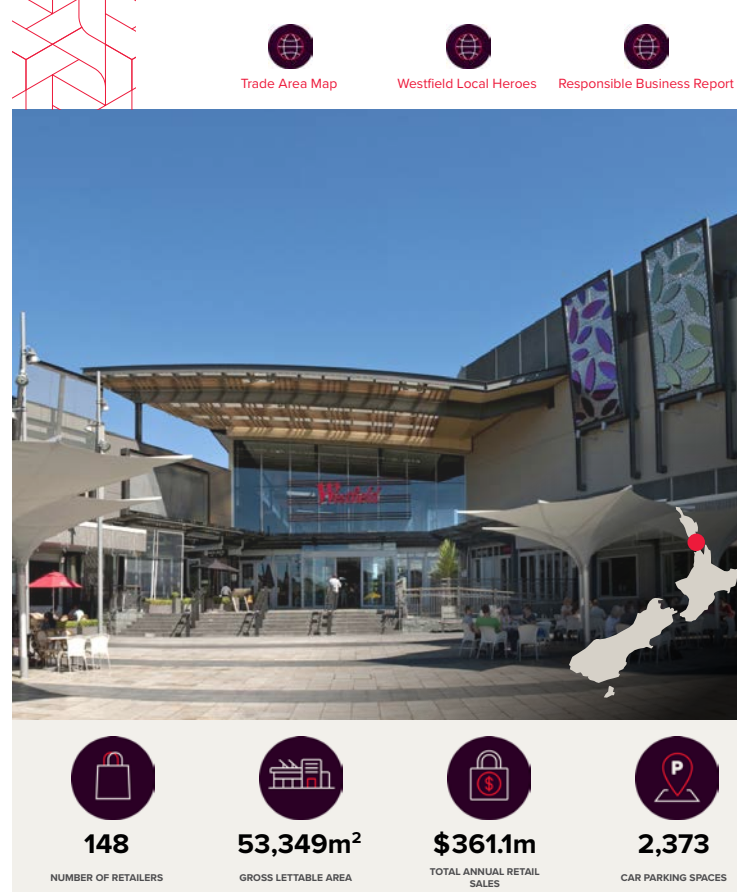 Trade Area Map
Westfield Local Heroes
Responsible Business Report
Westfield
P
$
148
53,349m²
$361.1m
2,373
NUMBER OF RETAILERS
GROSS LETTABLE AREA
TOTAL ANNUAL RETAIL
SALES
CAR PARKING SPACES